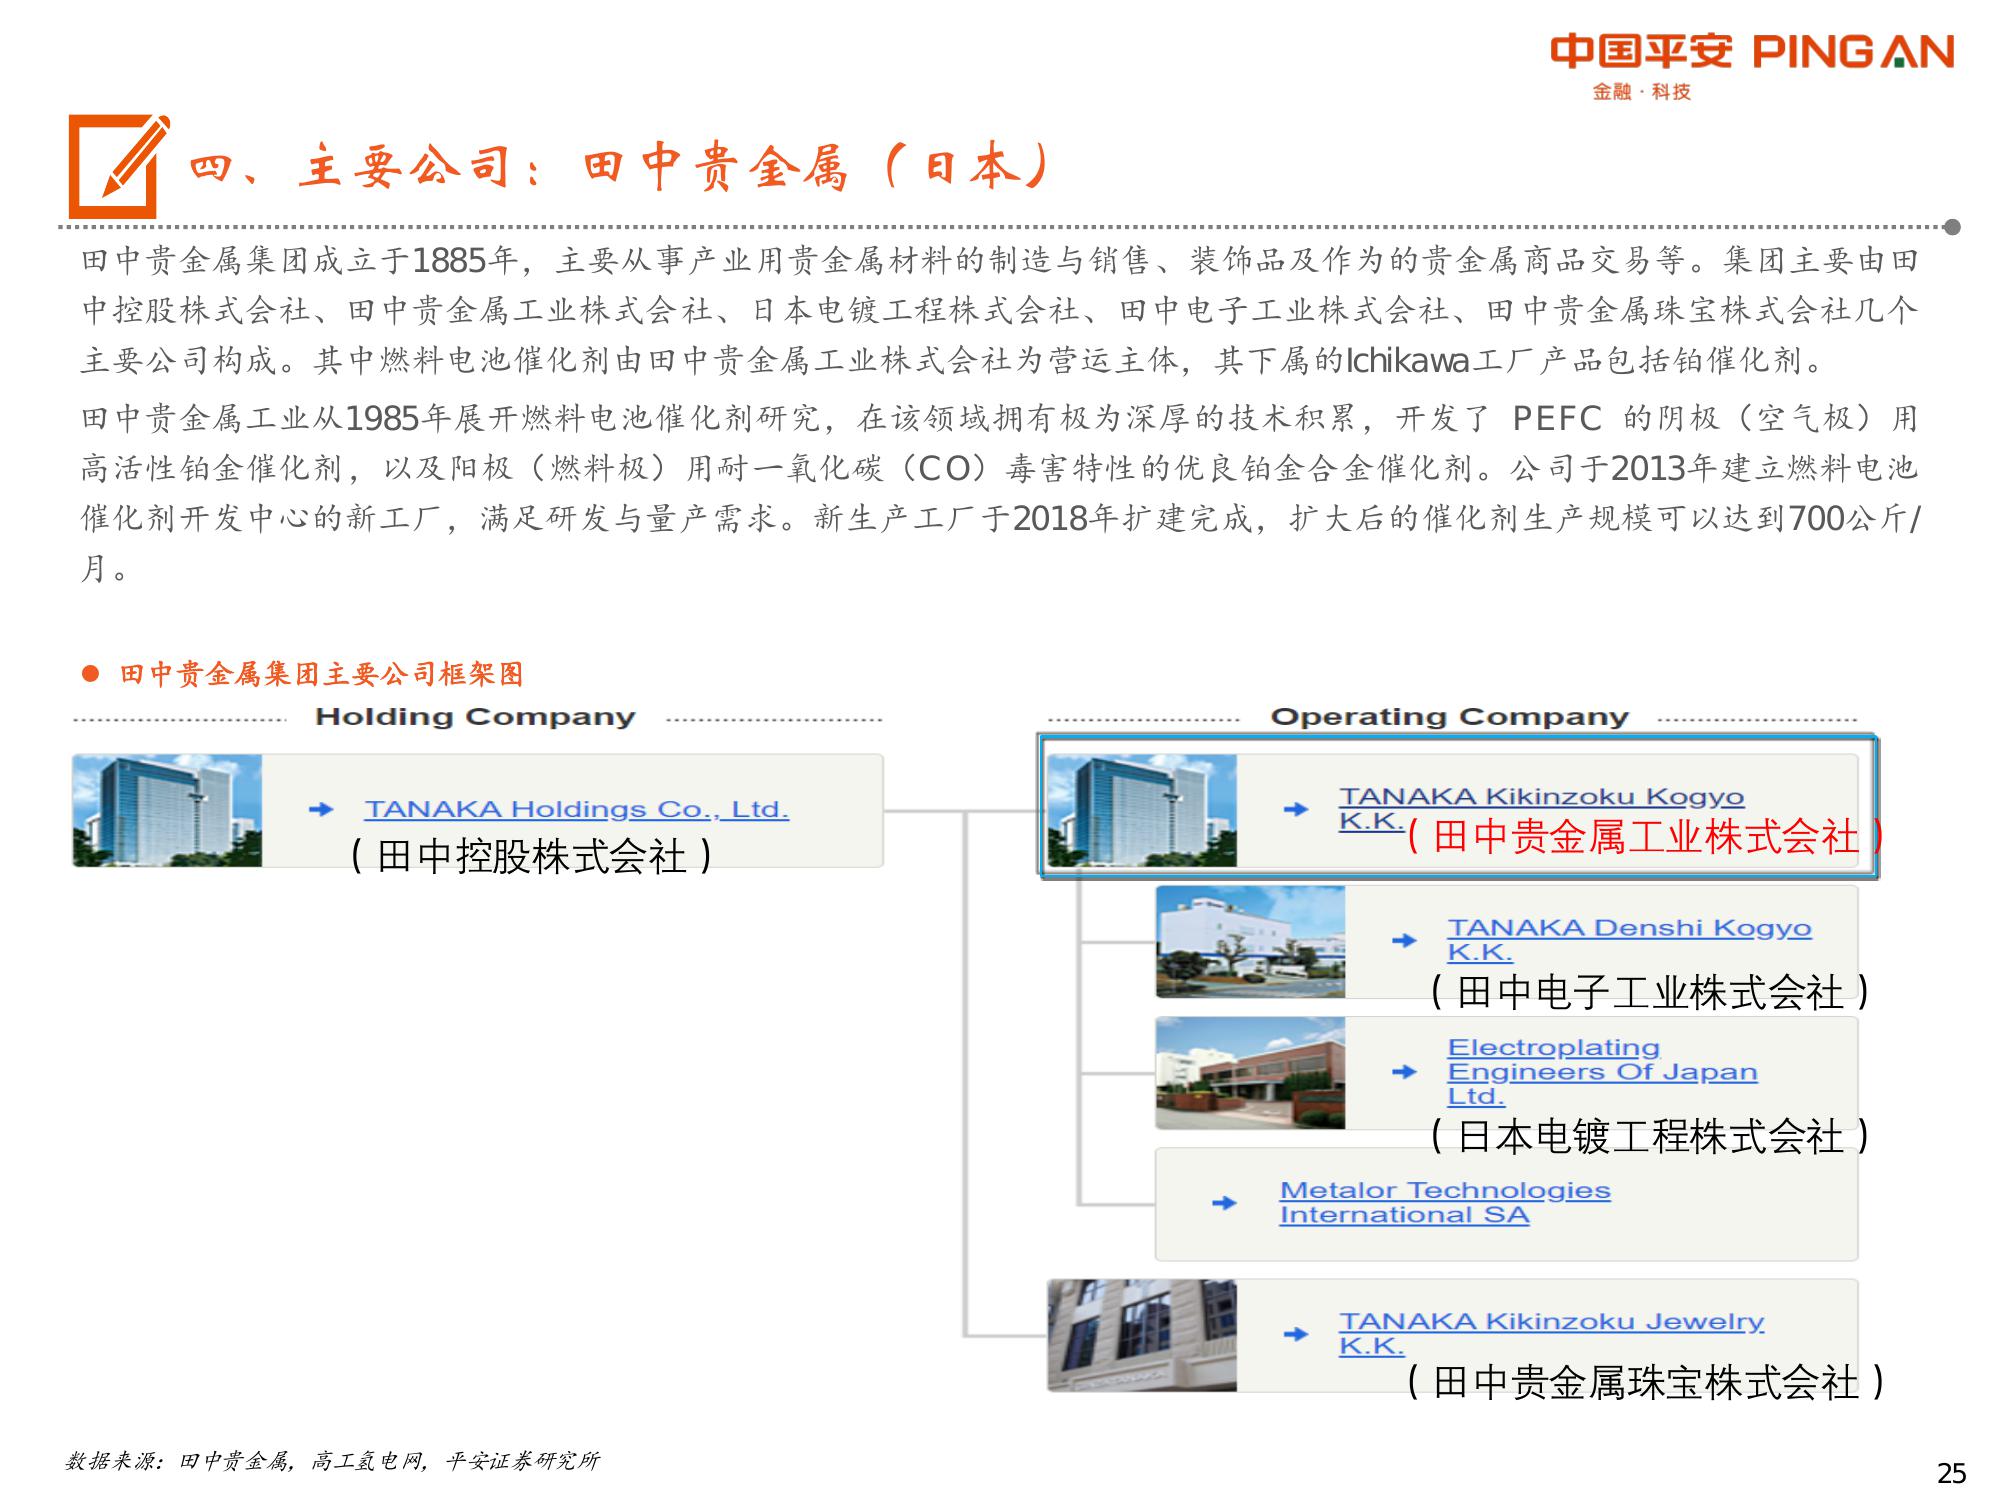 中国平安 PING AN
金融·科技
四、主要公司：田中贵金属（日本）
田中贵金属集团成立于1885年，主要从事产业用贵金属材料的制造与销售、装饰品及作为的贵金属商品交易等。集团主要由田
中控股株式会社、田中贵金属工业株式会社、日本电镀工程株式会社、田中电子工业株式会社、田中贵金属珠宝株式会社几个
主要公司构成。其中燃料电池催化剂由田中贵金属工业株式会社为营运主体，其下属的Ichikawa工厂产品包括铂催化剂。
田中贵金属工业从1985年展开燃料电池催化剂研究，在该领域拥有极为深厚的技术积累，开发了 PEFC 的阴极（空气极）用
高活性铂金催化剂，以及阳极（燃料极）用耐一氧化碳（CO）毒害特性的优良铂金合金催化剂。公司于2013年建立燃料电池
催化剂开发中心的新工厂，满足研发与量产需求。新生产工厂于2018年扩建完成，扩大后的催化剂生产规模可以达到700公斤/
月。
● 田中贵金属集团主要公司框架图
Holding Company
TANAKA Holdings Co., Ltd.
（田中控股株式会社）
Operating Company
TANAKA Kikinzoku Kogyo
K.K.
（田中贵金属工业株式会社）
TANAKA Denshi Kogyo
K.K.
（田中电子工业株式会社）
Electroplating
Engineers Of Japan
Ltd.
（日本电镀工程株式会社）
Metalor Technologies
International SA
TANAKA Kikinzoku Jewelry
K.K.
（田中贵金属珠宝株式会社）
数据来源：田中贵金属，高工氢电网，平安证券研究所
25